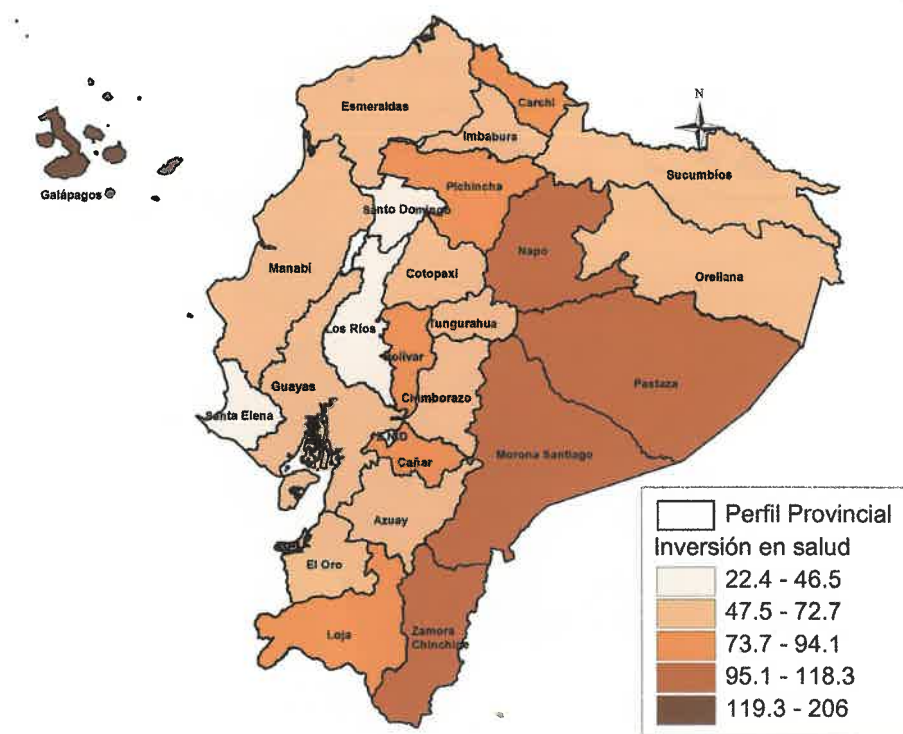 Esmeraldas
Carchi
N
Imbabura
Sucumbíos
Pichincha
Galápagos
Santo Domingo
Napo
Manabí
Cotopaxi
Orellana
Los Ríos
Tungurahua
Bolívar
Pastaza
Guayas
Chimborazo
Santa Elena
Morona Santiago
Cañar
Azuay
El Oro
Loja
Zamora
Chinchipe
Perfil Provincial
Inversión en salud
22.4 - 46.5
47.5 - 72.7
73.7 - 94.1
95.1 - 118.3
119.3 - 206